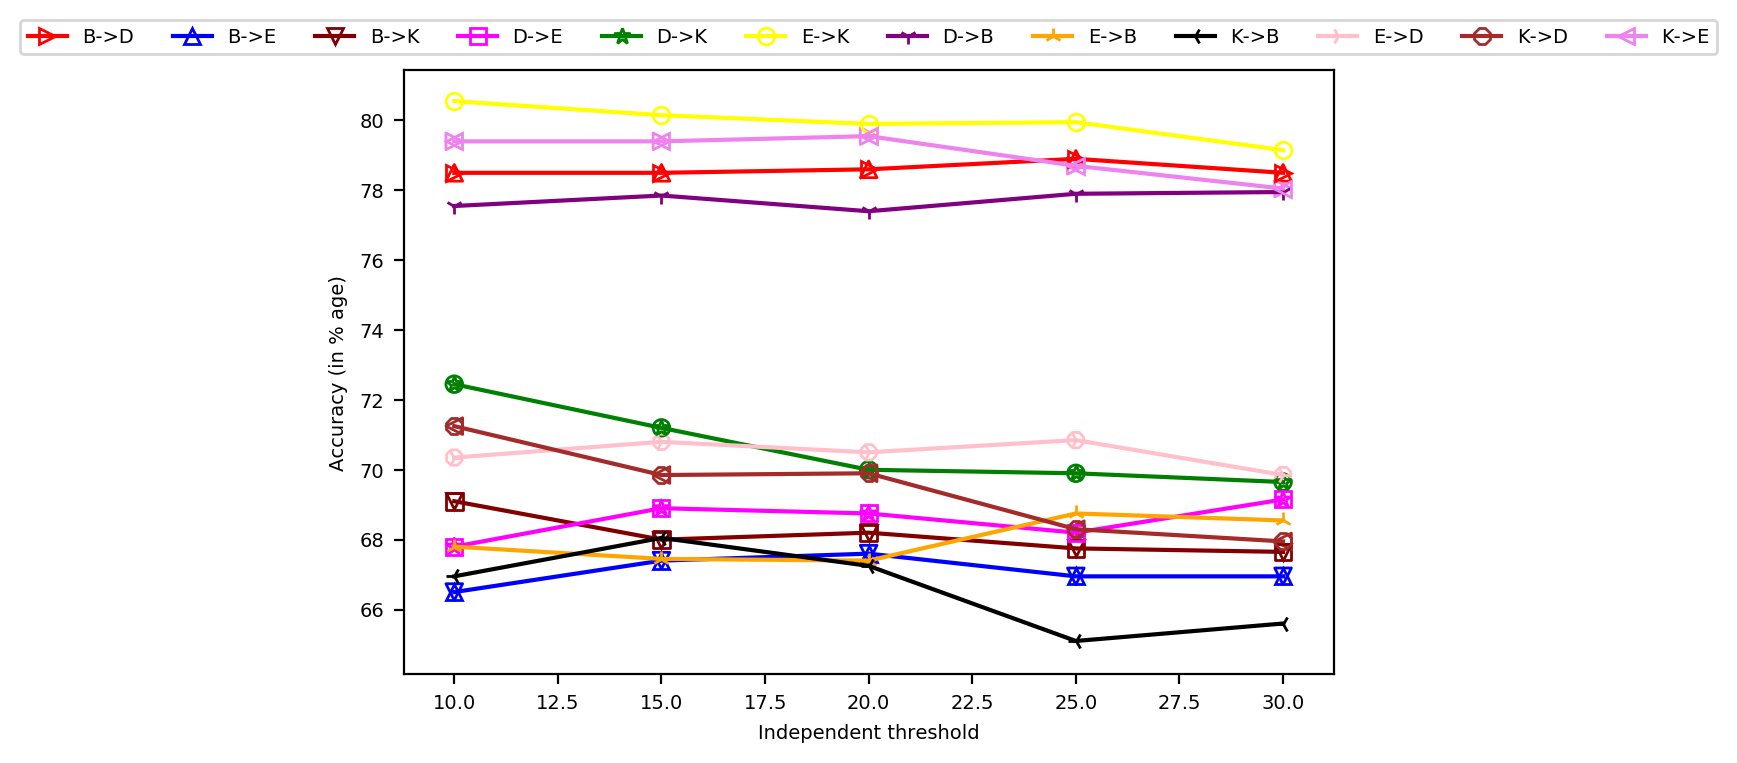 B->D B->E B->K D->E D->K E->K D->B E->B K->B E->D K->D K->E
80
78
76
74
72
70
68
66
Accuracy (in % age)
10.0 12.5 15.0 17.5 20.0 22.5 25.0 27.5 30.0
Independent threshold